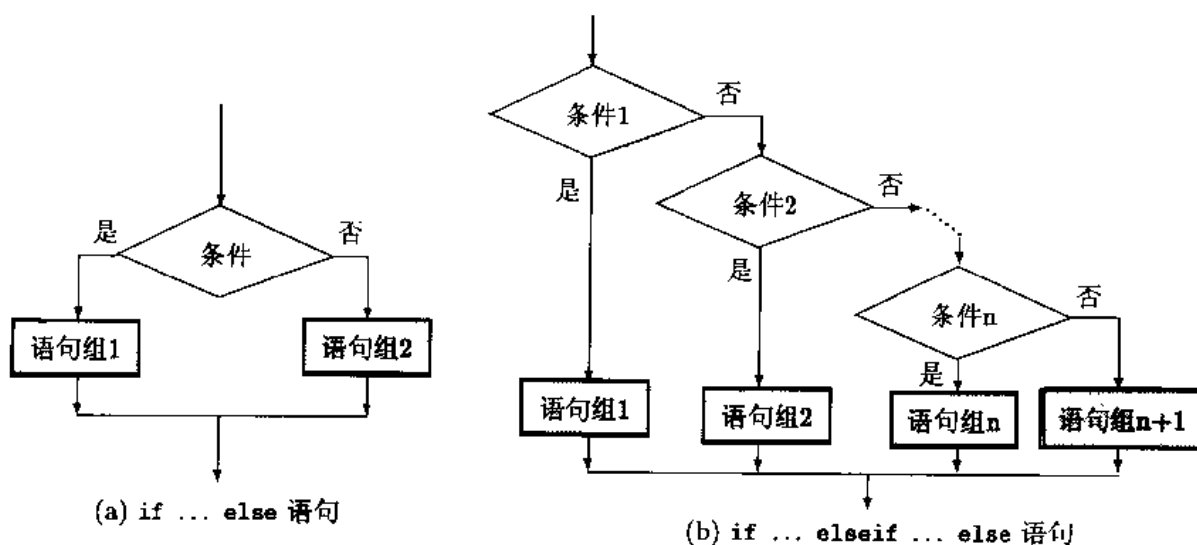 条件
是
否
语句组1
语句组2
(a) if ... else 语句
条件1
否
是
条件2
否
是
条件n
否
是
语句组1
语句组2
语句组n
语句组n+1
(b) if ... elseif ... else 语句